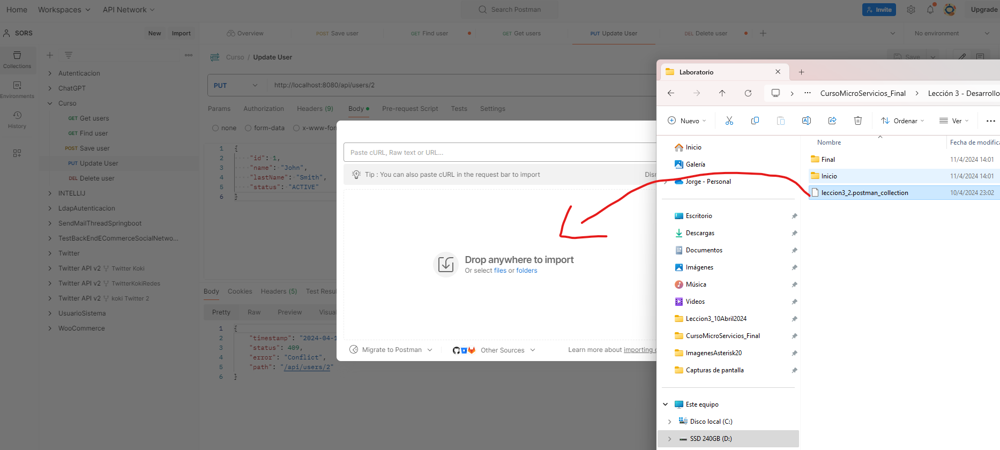 Home Workspaces API Network Search Postman Invite Upgrade
SORS New Import Overview POST Save user GET Find user GET Get users PUT Update User DEL Delete user No environment
Collections
Environments
History
Autenticacion
ChatGPT
Curso
GET Get users
GET Find user
POST Save user
PUT Update User
DEL Delete user
INTELLIJ
LdapAutenticacion
SendMailThreadSpringboot
TestBackEndECommerceSocialNetwo...
Twitter
Twitter API v2 Twitter Koki
Twitter API v2 TwitterKokiRedes
Twitter API v2 koki Twitter 2
UsuarioSistema
WooCommerce
HTTP Curso / Update User Save
PUT http://localhost:8080/api/users/2
Params Authorization Headers (9) Body Pre-request Script Tests Settings
none form-data x-www-for
1 {
2 "id": 1,
3 "name": "John",
4 "lastName": "Smith",
5 "status": "ACTIVE"
6 }
Body Cookies Headers (5) Test Resul
Pretty Raw Preview Visua
1 {
2 "timestamp": "2024-04-1
3 "status": 409,
4 "error": "Conflict",
5 "path": "/api/users/2"
6 }
Paste cURL, Raw text or URL...
Tip : You can also paste cURL in the request bar to import Disr
Drop anywhere to import
Or select files or folders
Migrate to Postman Other Sources Learn more about importing
Laboratorio
CursoMicroServicios_Final Lección 3 - Desarrollo
Nuevo Ordenar Ver
Nombre Fecha de modifica
Final 11/4/2024 14:01
Inicio 11/4/2024 14:01
leccion3_2.postman_collection 10/4/2024 23:02
Inicio
Galería
Jorge - Personal
Escritorio
Descargas
Documentos
Imágenes
Música
Videos
Leccion3_10Abril2024
CursoMicroServicios_Final
ImagenesAsterisk20
Capturas de pantalla
Este equipo
Disco local (C:)
SSD 240GB (D:)